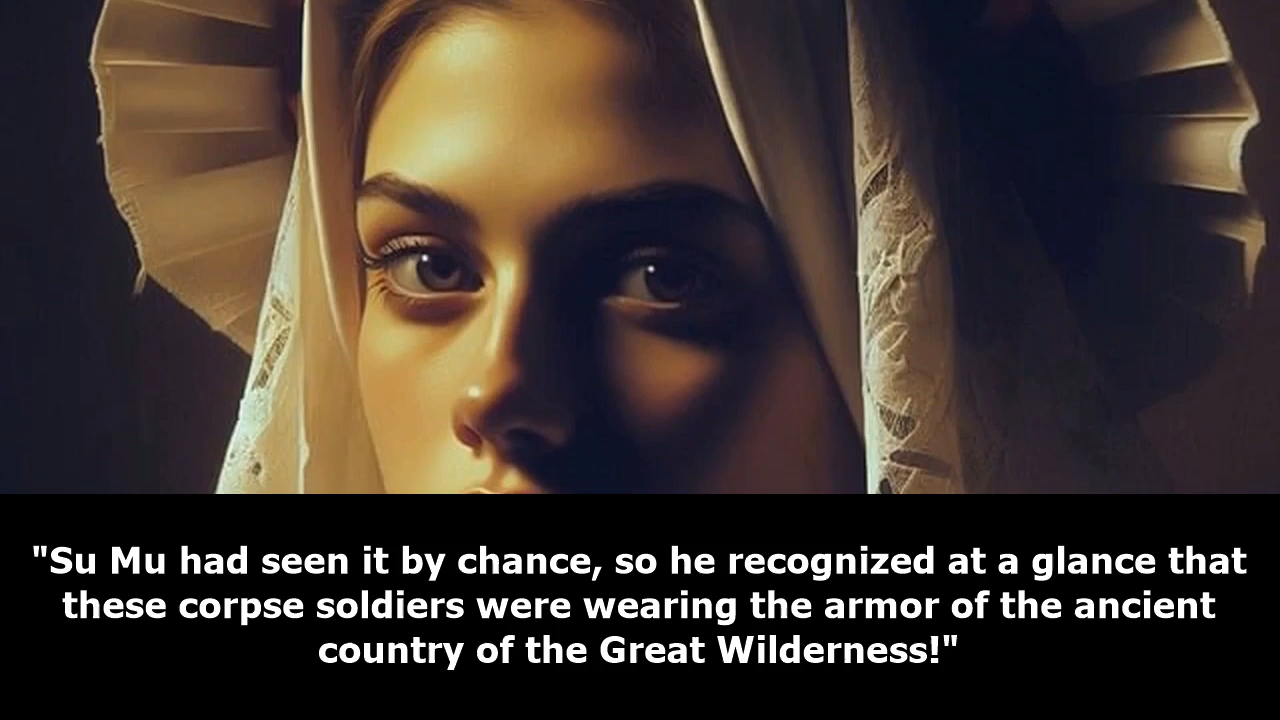 "Su Mu had seen it by chance, so he recognized at a glance that
these corpse soldiers were wearing the armor of the ancient
country of the Great Wilderness!"